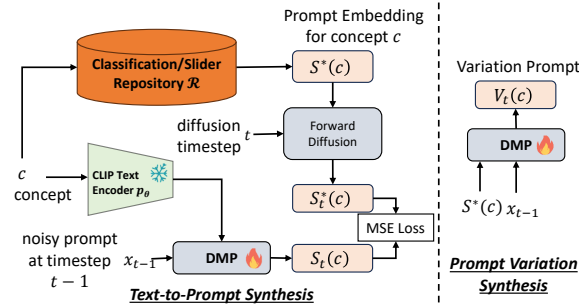 Prompt Embedding
for concept c
Classification/Slider
Repository ℛ
S*(c)
diffusion
timestep
t
Forward
Diffusion
c
concept
CLIP Text
Encoder pθ
S*t(c)
MSE Loss
noisy prompt
at timestep
t − 1
xt−1
DMP
St(c)
Text-to-Prompt Synthesis
Variation Prompt
Vt(c)
DMP
S*(c) xt−1
Prompt Variation
Synthesis